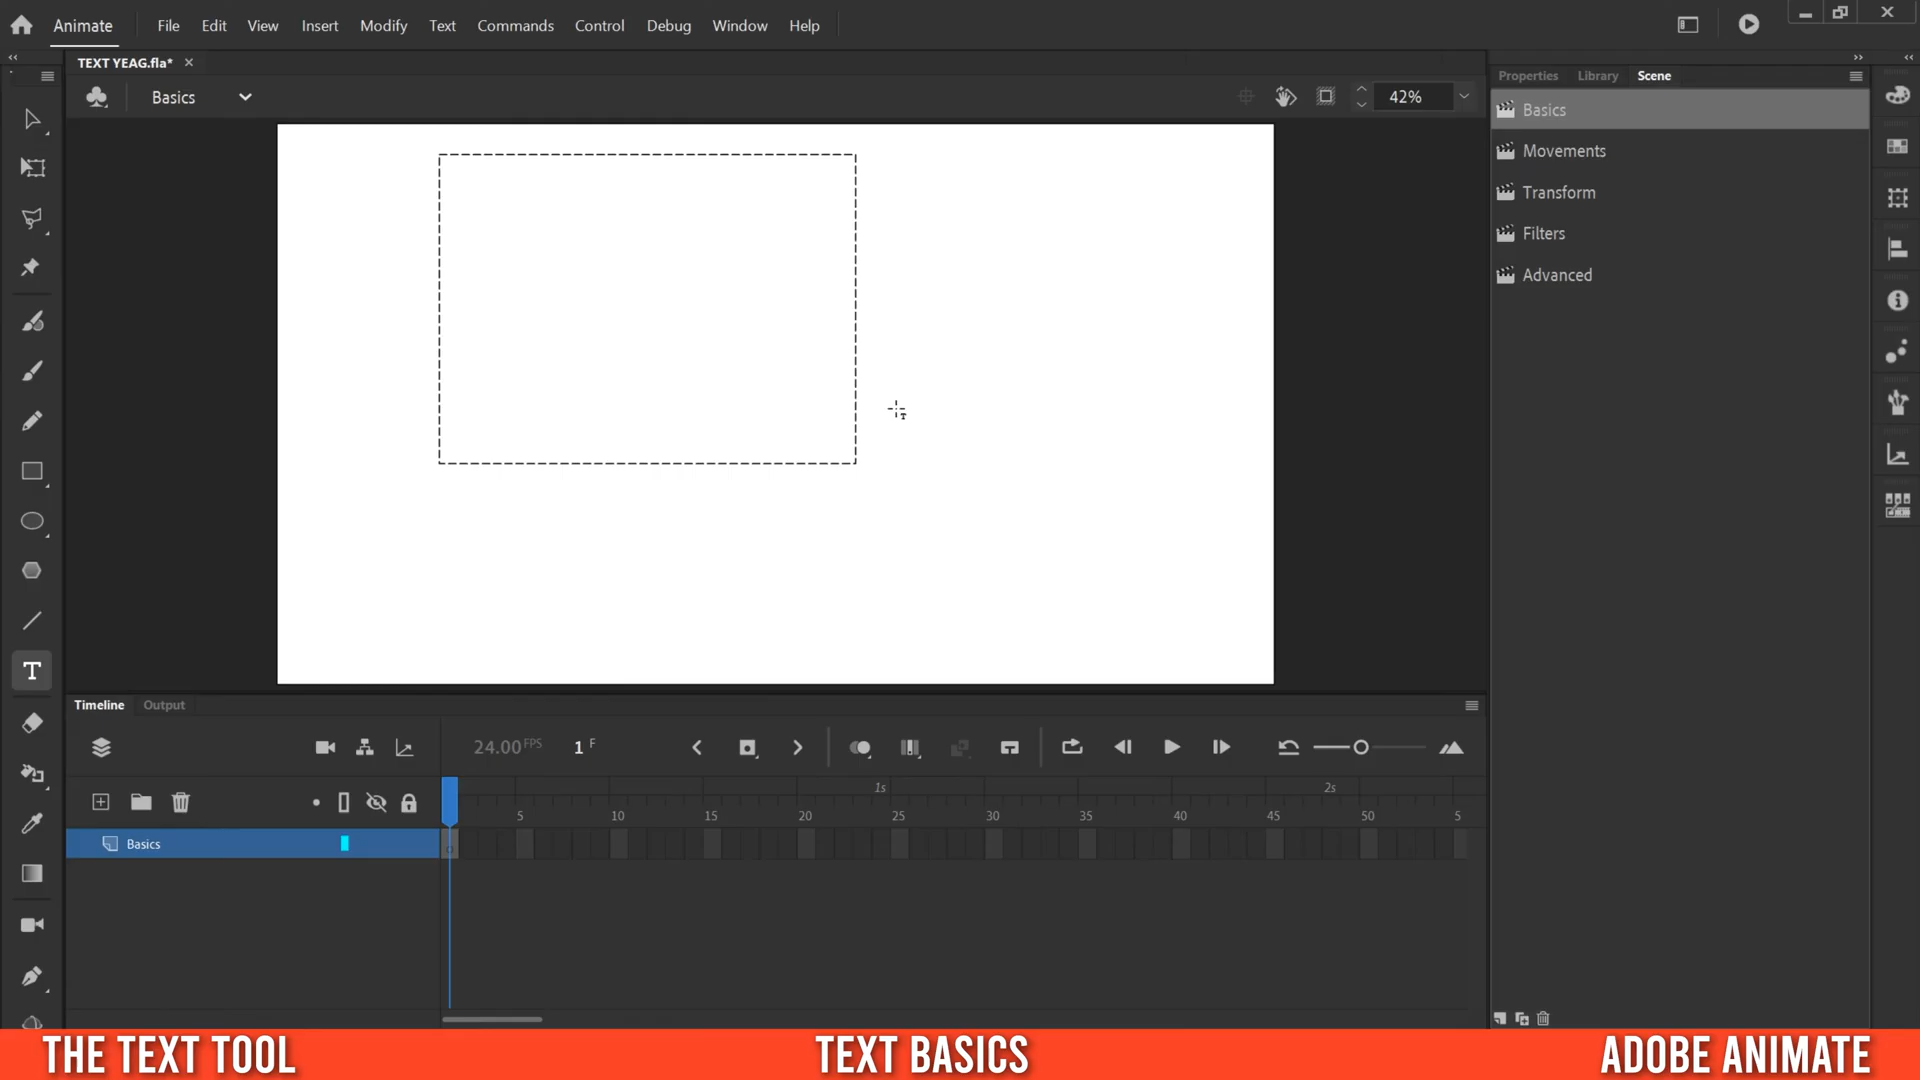 Animate File Edit View Insert Modify Text Commands Control Debug Window Help
TEXT YEAG.fla*
Basics 42%
Properties Library Scene
Basics
Movements
Transform
Filters
Advanced
T
Timeline Output
24.00 FPS 1 F
1s 2s
5 10 15 20 25 30 35 40 45 50 5
Basics
THE TEXT TOOL TEXT BASICS ADOBE ANIMATE